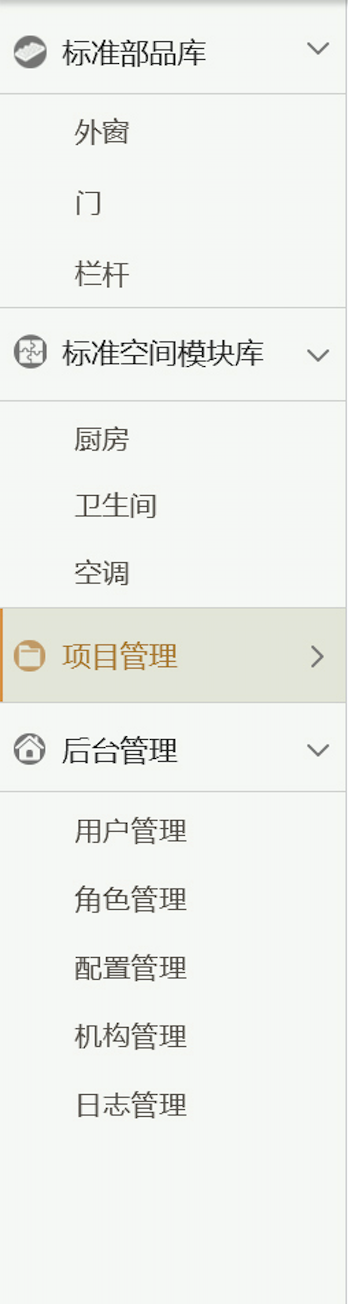 标准部品库
外窗
门
栏杆
标准空间模块库
厨房
卫生间
空调
项目管理
后台管理
用户管理
角色管理
配置管理
机构管理
日志管理